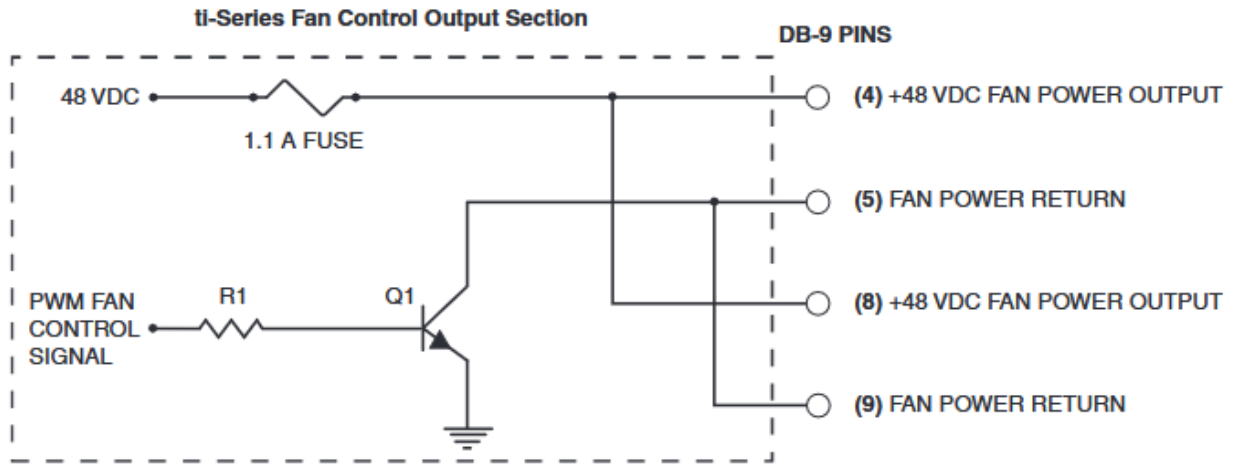 ti-Series Fan Control Output Section
DB-9 PINS
48 VDC
1.1 A FUSE
(4) +48 VDC FAN POWER OUTPUT
(5) FAN POWER RETURN
PWM FAN
CONTROL
SIGNAL
R1
Q1
(8) +48 VDC FAN POWER OUTPUT
(9) FAN POWER RETURN